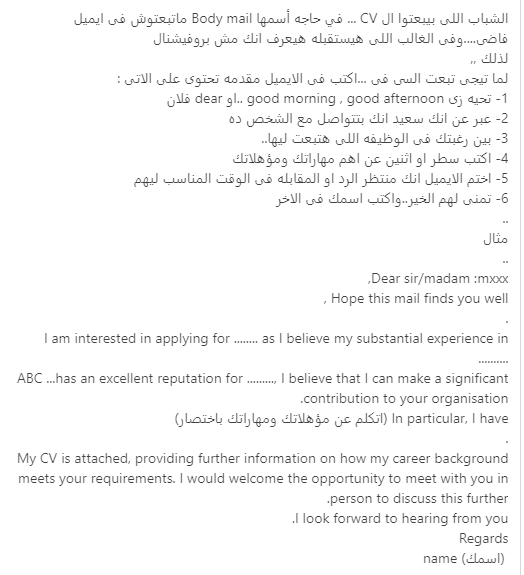 الشباب اللى بيبعتوا ال CV ... في حاجه أسمها Body mail ماتبعتوش فى ايميل
فاضى....وفى الغالب اللى هيستقبله هيعرف انك مش بروفيشنال
لذلك ,,
لما تيجى تبعت السى فى ...اكتب فى الايميل مقدمه تحتوى على الاتى :
1- تحيه زى good morning , good afternoon ..او dear فلان
2- عبر عن انك سعيد انك بتتواصل مع الشخص ده
3- بين رغبتك فى الوظيفه اللى هتبعت ليها..
4- اكتب سطر او اثنين عن اهم مهاراتك ومؤهلاتك
5- اختم الايميل انك منتظر الرد او المقابله فى الوقت المناسب ليهم
6- تمنى لهم الخير..واكتب اسمك فى الاخر
..
مثال
..
Dear sir/madam :mxxx,
Hope this mail finds you well ,
.
I am interested in applying for ........ as I believe my substantial experience in
..........
ABC ...has an excellent reputation for ........., I believe that I can make a significant
contribution to your organisation.
In particular, I have (اتكلم عن مؤهلاتك ومهاراتك باختصار)
.
My CV is attached, providing further information on how my career background
meets your requirements. I would welcome the opportunity to meet with you in
person to discuss this further.
I look forward to hearing from you.
Regards
name (اسمك)